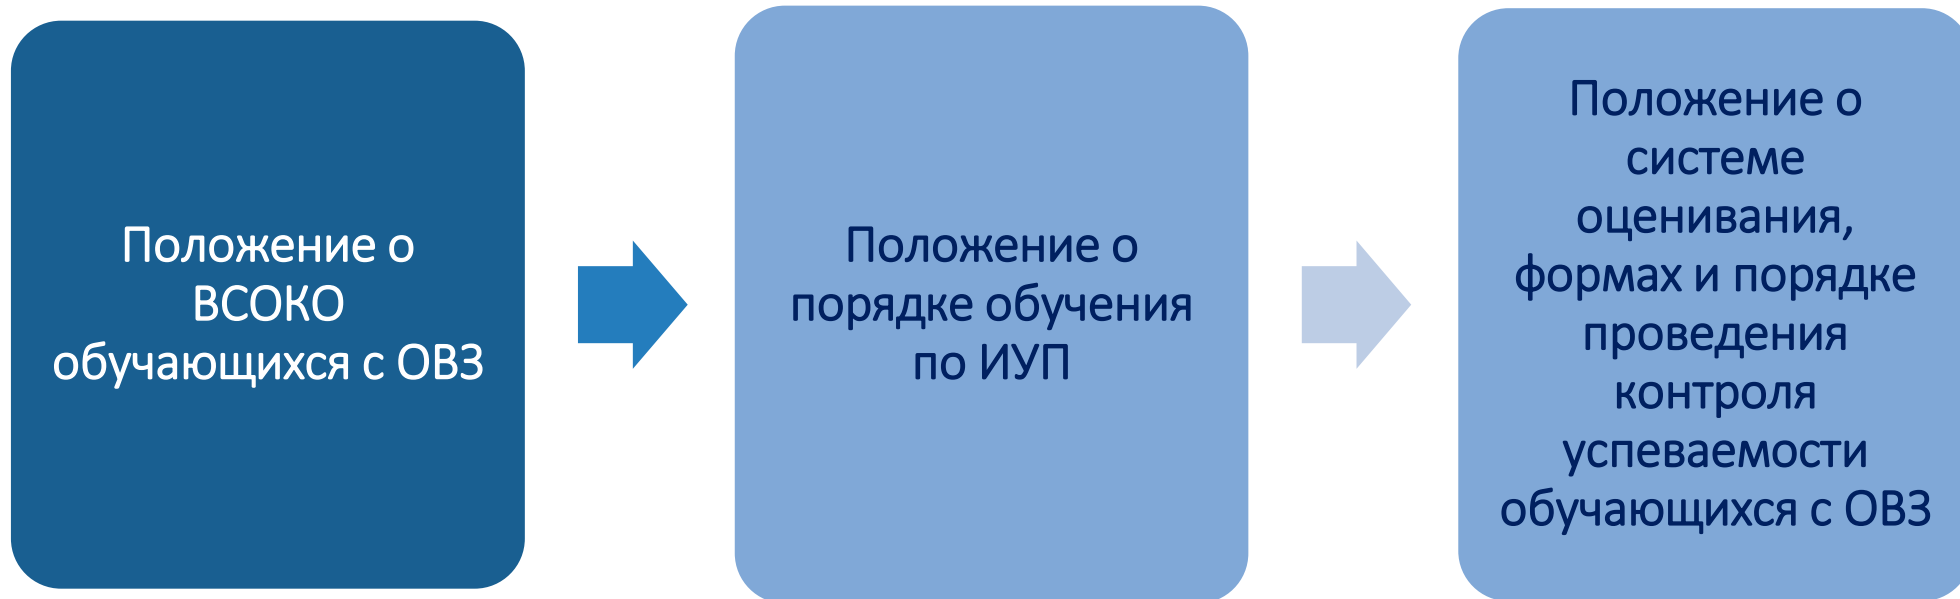 Положение о
ВСОКО
обучающихся с ОВЗ
Положение о
порядке обучения
по ИУП
Положение о
системе
оценивания,
формах и порядке
проведения
контроля
успеваемости
обучающихся с ОВЗ